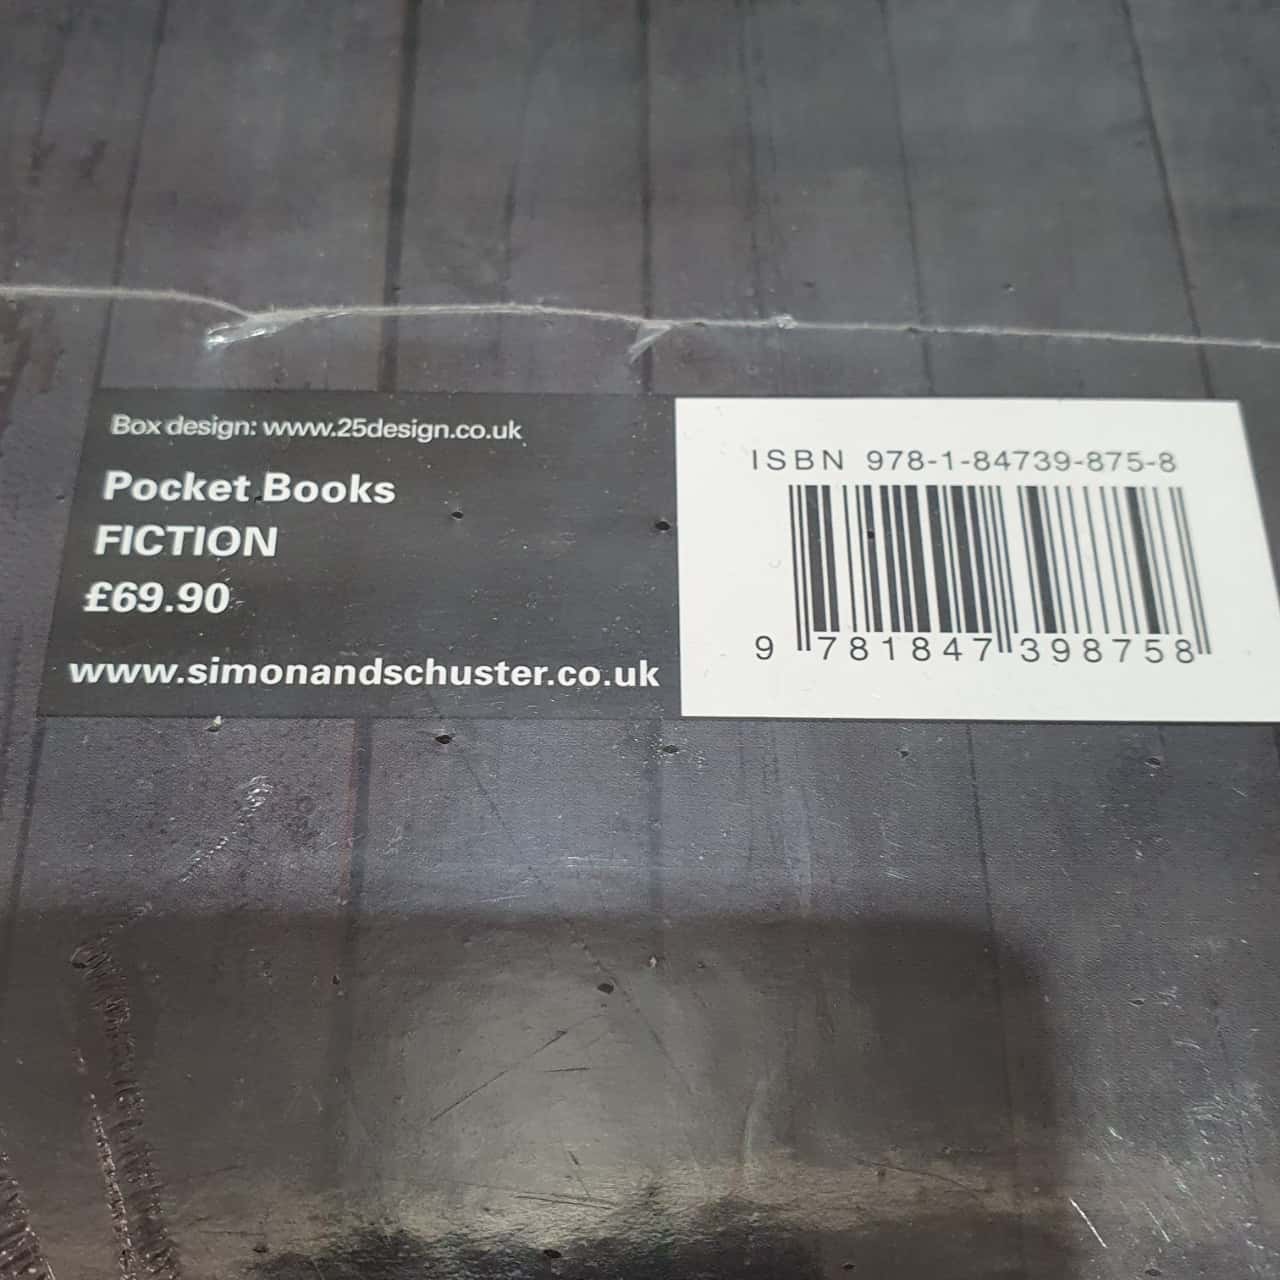 Box design: www.25design.co.uk
Pocket Books
FICTION
£69.90
www.simonandschuster.co.uk
ISBN 978-1-84739-875-8
9 781847 398758